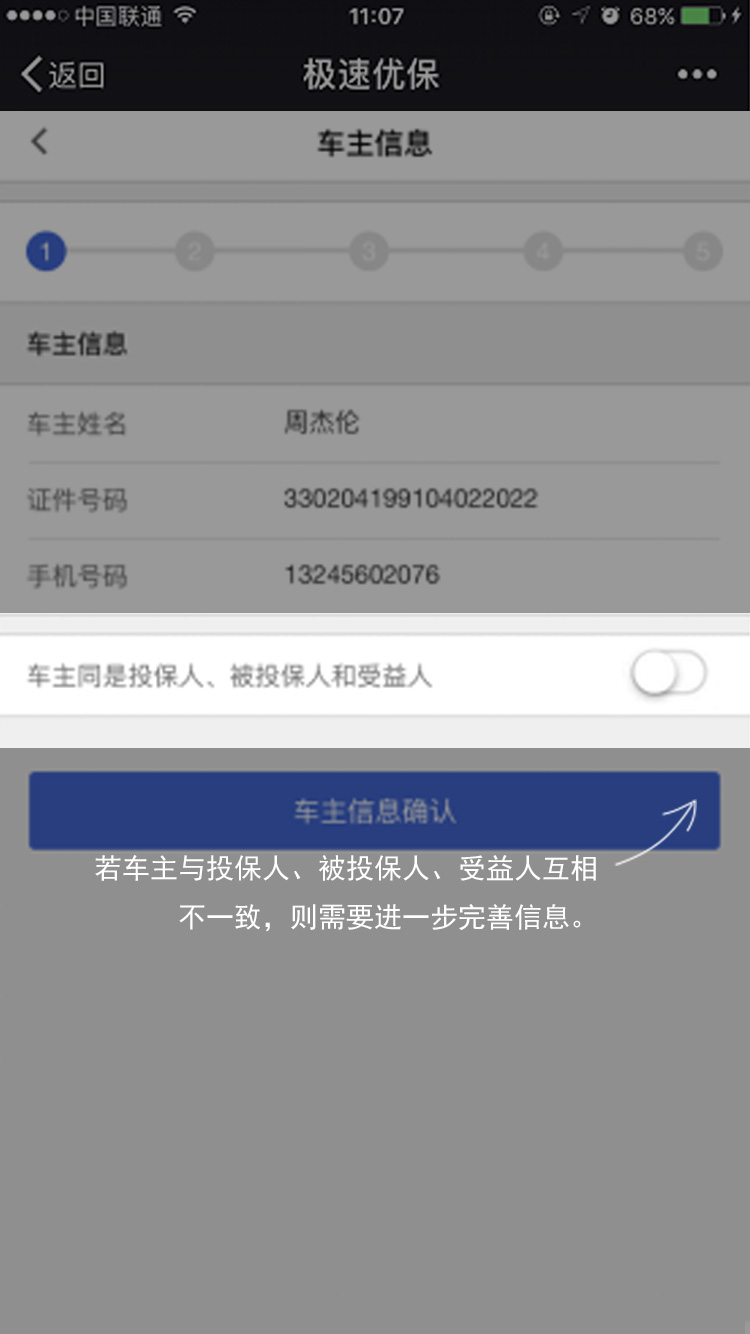 中国联通 11:07 68%
返回 极速优保
车主信息
1 2 3 4 5
车主信息
车主姓名 周杰伦
证件号码 330204199104022022
手机号码 13245602076
车主同是投保人、被投保人和受益人
车主信息确认
若车主与投保人、被投保人、受益人互相
不一致，则需要进一步完善信息。